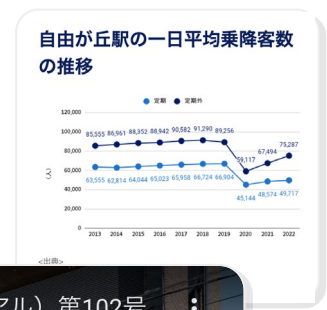 自由が丘駅の一日平均乗降客数
の推移
定期 定期外
120,000
100,000
80,000
60,000
40,000
20,000
0
(人)
85,555 86,961 88,352 88,942 90,582 91,290 89,256 59,117 67,494 75,287
63,555 62,814 64,044 65,023 65,958 66,724 66,904 45,144 48,574 49,717
2013 2014 2015 2016 2017 2018 2019 2020 2021 2022
<出典>
アル）第102号